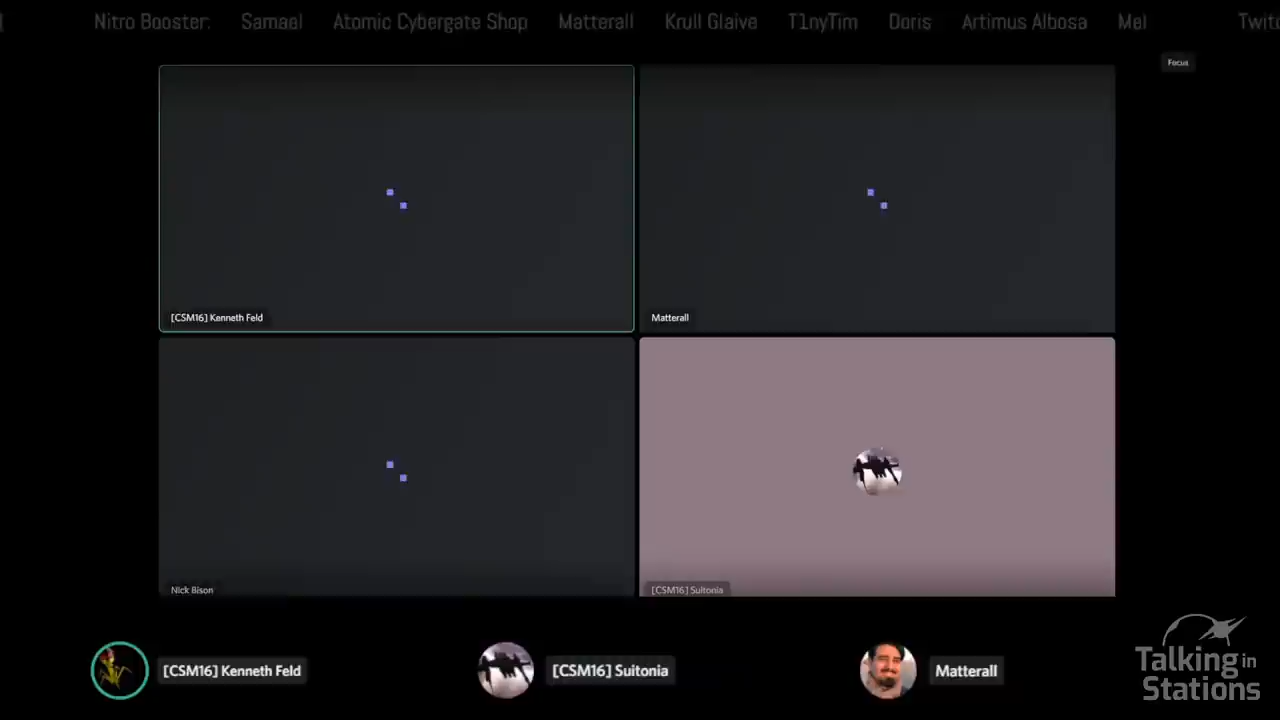 Nitro Booster: Samael Atomic Cybergate Shop Matterall Krull Glaive T1nyTim Doris Artimus Albosa Mel
Focus
[CSM16] Kenneth Feld
Matterall
Nick Bison
[CSM16] Suitonia
[CSM16] Kenneth Feld
[CSM16] Suitonia
Matterall
Talking in
Stations